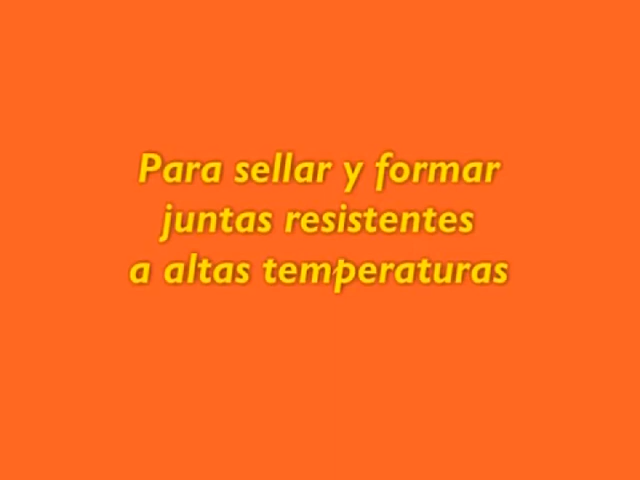 Para sellar y formar
juntas resistentes
a altas temperaturas